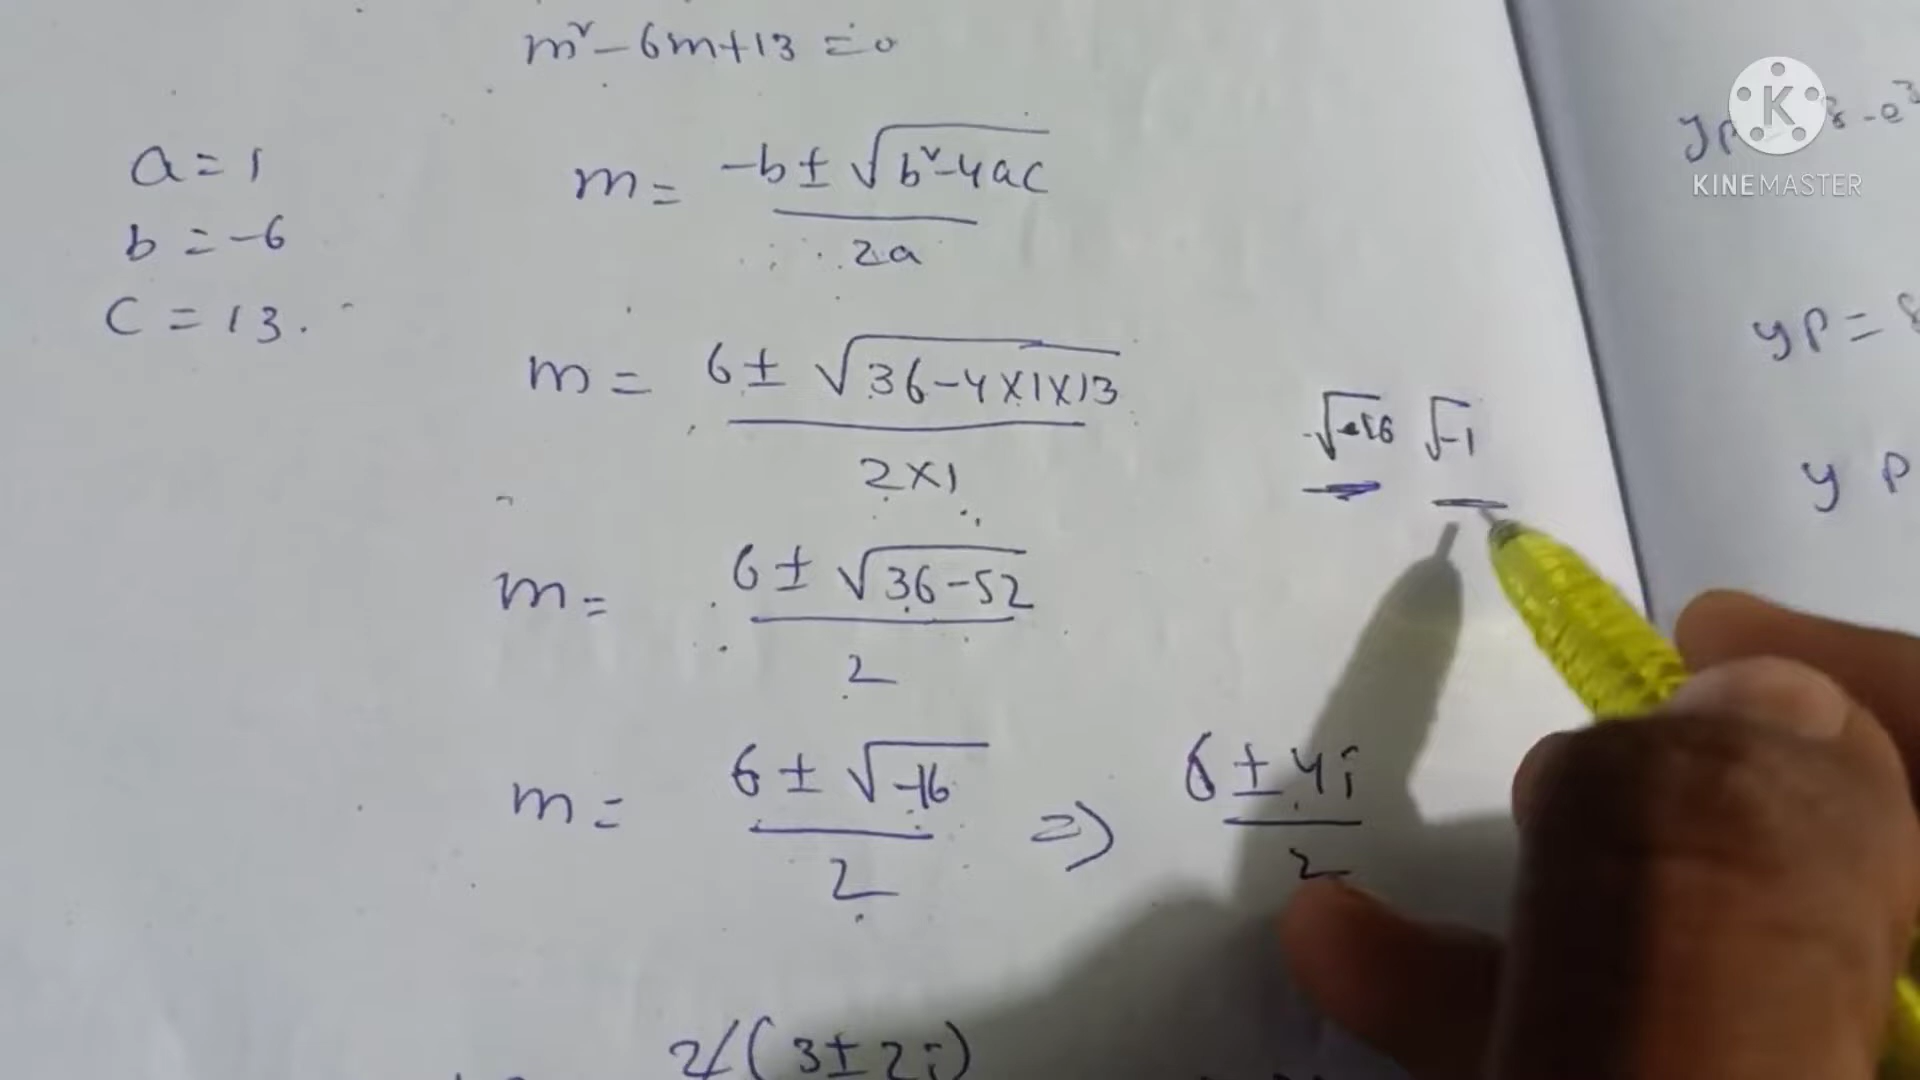 m² - 6m + 13 = 0
a = 1
b = -6
c = 13.
m = -b ± √b² - 4ac
2a
m = 6 ± √36 - 4×1×13
2×1
√16 √-1
m = 6 ± √36 - 52
2
m = 6 ± √-16 ⇒ 6 ± 4i
2 2
2(3 ± 2i)
yp
yp =
y p
K
KINEMASTER